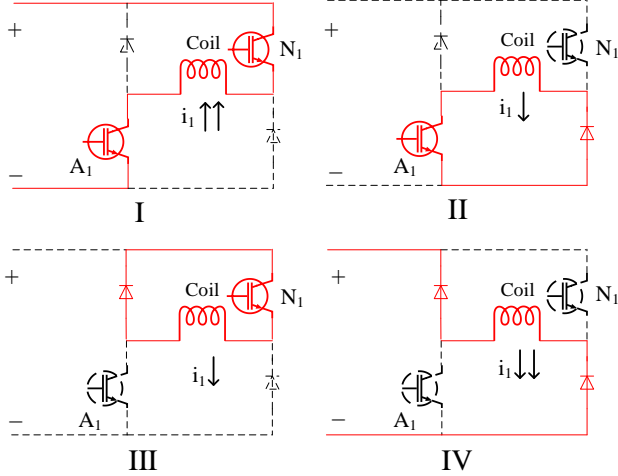 +
Coil
N₁
i₁
A₁
−
I
+
Coil
N₁
i₁
A₁
−
II
+
Coil
N₁
i₁
A₁
−
III
+
Coil
N₁
i₁
A₁
−
IV